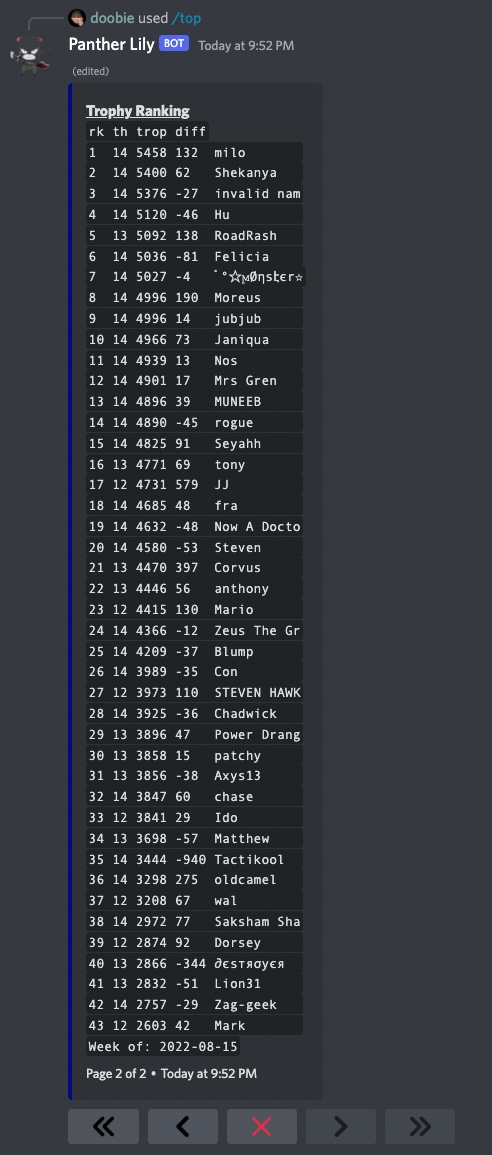 doobie used /top
Panther Lily BOT Today at 9:52 PM
(edited)
Trophy Ranking
rk th trop diff
1 14 5458 132 milo
2 14 5400 62 Shekanya
3 14 5376 -27 invalid nam
4 14 5120 -46 Hu
5 13 5092 138 RoadRash
6 14 5036 -81 Felicia
7 14 5027 -4
8 14 4996 190 Moreus
9 14 4996 14 jubjub
10 14 4966 73 Janiqua
11 14 4939 13 Nos
12 14 4901 17 Mrs Gren
13 14 4896 39 MUNEEB
14 14 4890 -45 rogue
15 14 4825 91 Seyahh
16 13 4771 69 tony
17 12 4731 579 JJ
18 14 4685 48 fra
19 14 4632 -48 Now A Docto
20 14 4580 -53 Steven
21 13 4470 397 Corvus
22 13 4446 56 anthony
23 12 4415 130 Mario
24 14 4366 -12 Zeus The Gr
25 14 4209 -37 Blump
26 14 3989 -35 Con
27 12 3973 110 STEVEN HAWK
28 14 3925 -36 Chadwick
29 13 3896 47 Power Drang
30 13 3858 15 patchy
31 13 3856 -38 Axys13
32 14 3847 60 chase
33 12 3841 29 Ido
34 13 3698 -57 Matthew
35 14 3444 -940 Tactikool
36 14 3298 275 oldcamel
37 12 3208 67 wal
38 14 2972 77 Saksham Sha
39 12 2874 92 Dorsey
40 13 2866 -344 ∂єѕтяσуєя
41 13 2832 -51 Lion31
42 14 2757 -29 Zag-geek
43 12 2603 42 Mark
Week of: 2022-08-15
Page 2 of 2 • Today at 9:52 PM